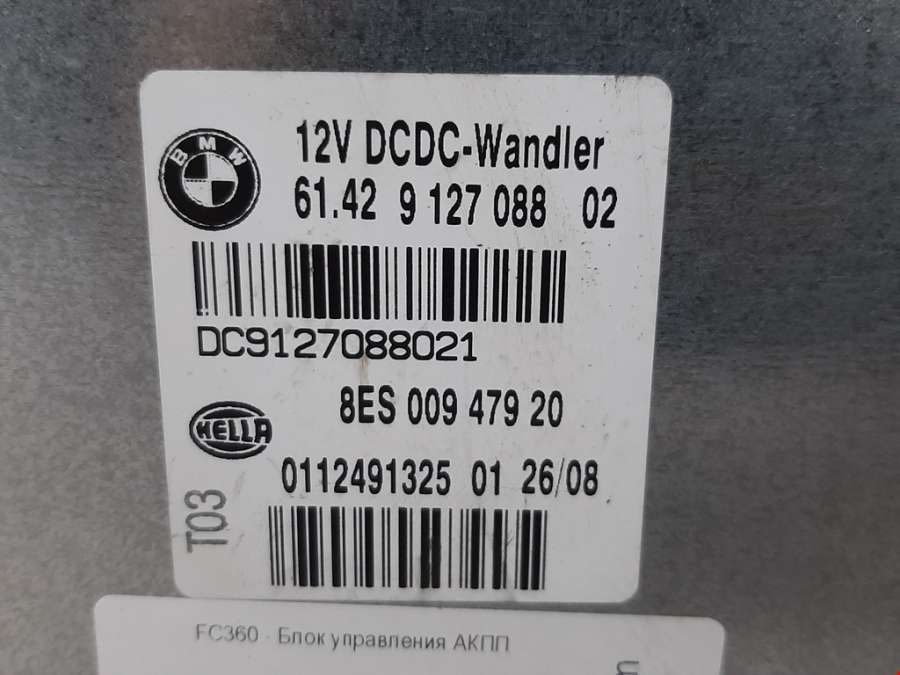 BMW
12V DCDC-Wandler
61.42 9 127 088 02
DC9127088021
8ES 009 479 20
HELLA
0112491325 01 26/08
T03
FC360 - Блок управления АКПП